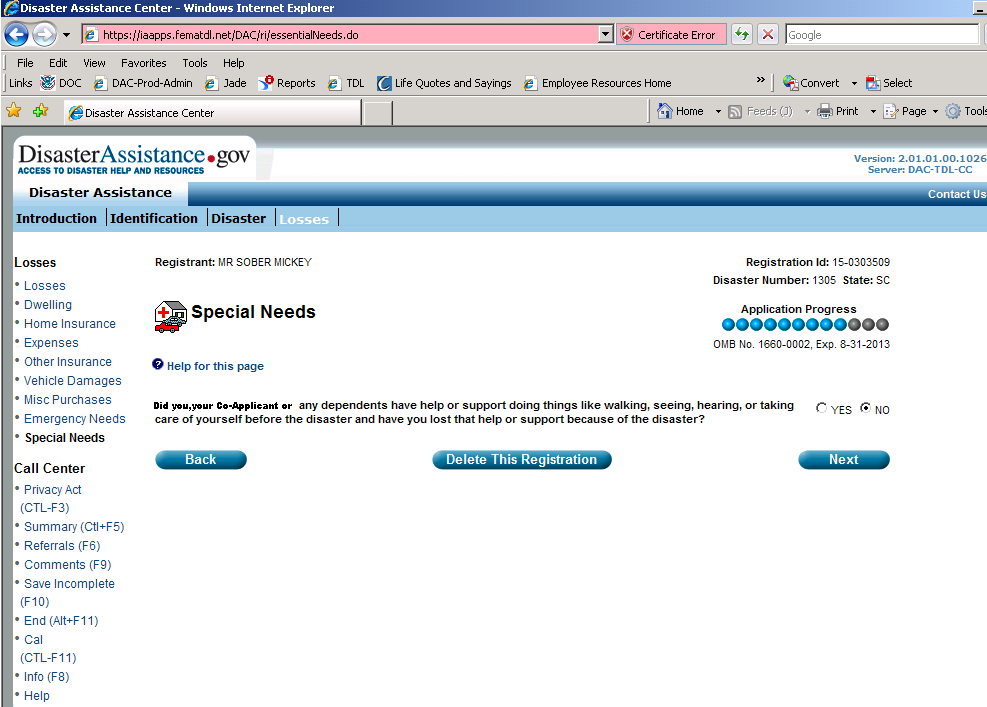 Disaster Assistance Center - Windows Internet Explorer
https://iaapps.fematdl.net/DAC/ri/essentialNeeds.do
Certificate Error
Google
File Edit View Favorites Tools Help
Links DOC DAC-Prod-Admin Jade Reports TDL Life Quotes and Sayings Employee Resources Home » Convert Select
Disaster Assistance Center
Home Feeds (J) Print Page Tools
DisasterAssistance.gov
ACCESS TO DISASTER HELP AND RESOURCES
Version: 2.01.01.00.1026
Server: DAC-TDL-CC
Disaster Assistance
Contact Us
Introduction Identification Disaster Losses
Losses
Losses
Dwelling
Home Insurance
Expenses
Other Insurance
Vehicle Damages
Misc Purchases
Emergency Needs
Special Needs
Call Center
Privacy Act
(CTL-F3)
Summary (Ctl+F5)
Referrals (F6)
Comments (F9)
Save Incomplete
(F10)
End (Alt+F11)
Cal
(CTL-F11)
Info (F8)
Help
Registrant: MR SOBER MICKEY
Registration Id: 15-0303509
Disaster Number: 1305 State: SC
Special Needs
Application Progress
OMB No. 1660-0002, Exp. 8-31-2013
? Help for this page
Did you,your Co-Applicant or any dependents have help or support doing things like walking, seeing, hearing, or taking
care of yourself before the disaster and have you lost that help or support because of the disaster?
YES NO
Back
Delete This Registration
Next